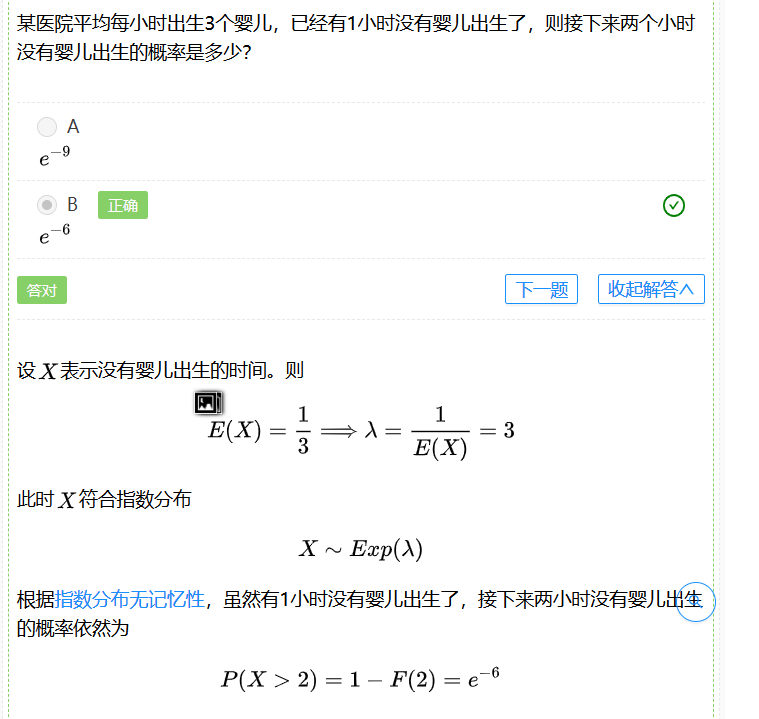 某医院平均每小时出生3个婴儿，已经有1小时没有婴儿出生了，则接下来两个小时
没有婴儿出生的概率是多少？
A
e^{-9}
B 正确
e^{-6}
答对 下一题 收起解答∧
设 X 表示没有婴儿出生的时间。则
E(X) = \frac{1}{3} ⟹ λ = \frac{1}{E(X)} = 3
此时 X 符合指数分布
X ∼ Exp(λ)
根据指数分布无记忆性，虽然有1小时没有婴儿出生了，接下来两小时没有婴儿出生
的概率依然为
P(X > 2) = 1 − F(2) = e^{-6}